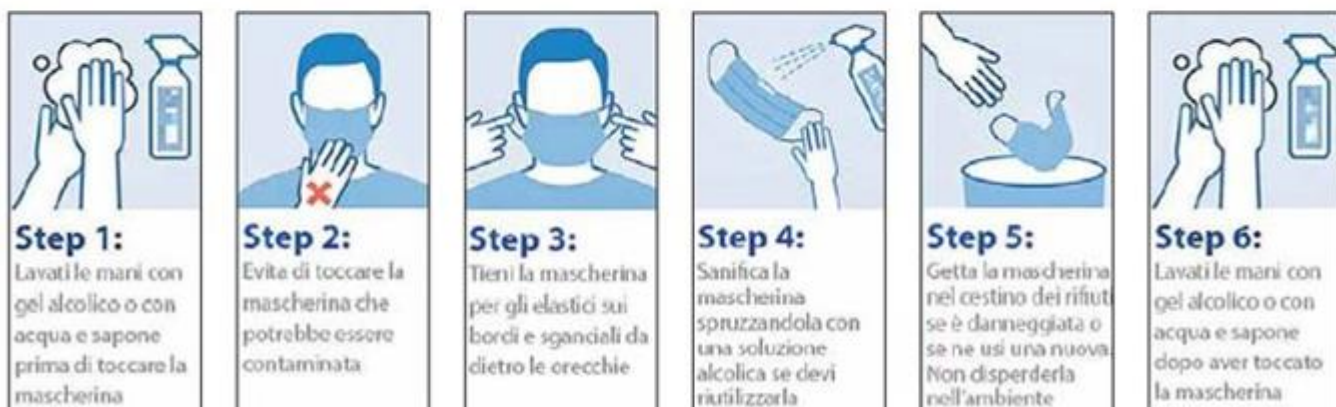 Step 1:
Lavati le mani con
gel alcolico o con
acqua e sapone
prima di toccare la
mascherina
Step 2:
Evita di toccare la
mascherina che
potrebbe essere
contaminata
Step 3:
Tieni la mascherina
per gli elastici sui
bordi e sganciali da
dietro le orecchie
Step 4:
Sanifica la
mascherina
spruzzandola con
una soluzione
alcolica se devi
riutilizzarla
Step 5:
Getta la mascherina
nel cestino dei rifiuti
se è danneggiata o
se ne usi una nuova.
Non disperderla
nell'ambiente
Step 6:
Lavati le mani con
gel alcolico o con
acqua e sapone
dopo aver toccato
la mascherina